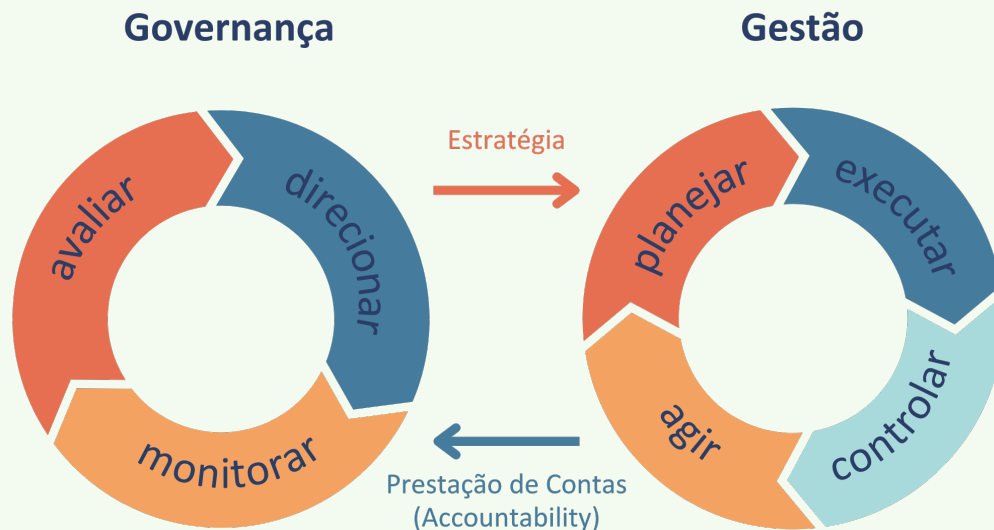 Governança
Gestão
avaliar
direcionar
monitorar
Estratégia
Prestação de Contas
(Accountability)
planejar
executar
controlar
agir